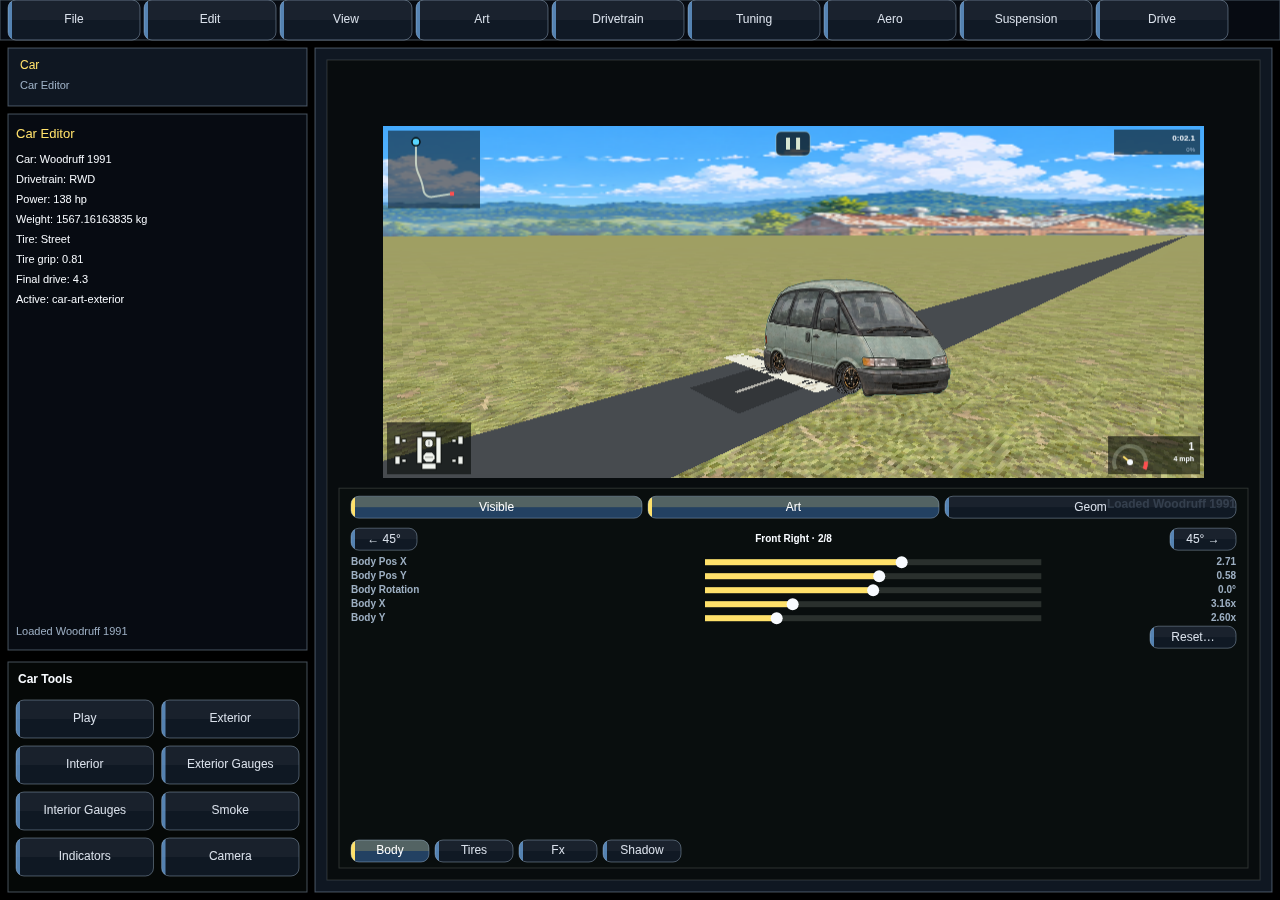 File Edit View Art Drivetrain Tuning Aero Suspension Drive
Car
Car Editor
Car Editor
Car: Woodruff 1991
Drivetrain: RWD
Power: 138 hp
Weight: 1567.16163835 kg
Tire: Street
Tire grip: 0.81
Final drive: 4.3
Active: car-art-exterior
Loaded Woodruff 1991
Car Tools
Play Exterior
Interior Exterior Gauges
Interior Gauges Smoke
Indicators Camera
0:02.1
0%
1
4 mph
Visible Art Geom Loaded Woodruff 1991
← 45° Front Right · 2/8 45° →
Body Pos X 2.71
Body Pos Y 0.58
Body Rotation 0.0°
Body X 3.16x
Body Y 2.60x
Reset…
Body Tires Fx Shadow